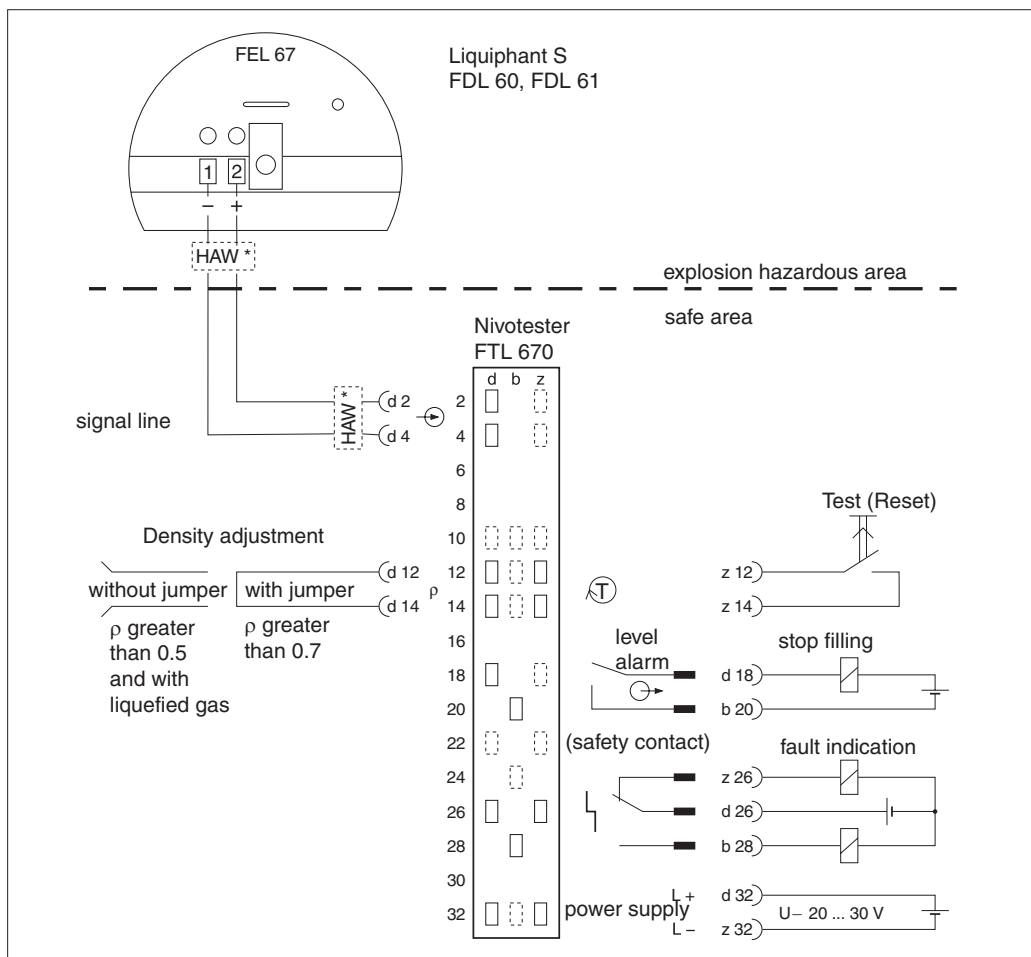 FEL 67
Liquiphant S
FDL 60, FDL 61
1 2
– +
HAW *
explosion hazardous area
safe area
Nivotester
FTL 670
d b z
signal line
HAW *
d 2
d 4
2
4
6
8
10
12
14
16
18
20
22
24
26
28
30
32
Density adjustment
without jumper
with jumper
d 12
d 14
ρ
ρ greater
than 0.5
and with
liquefied gas
ρ greater
than 0.7
Test (Reset)
T
z 12
z 14
level
alarm
stop filling
d 18
b 20
(safety contact)
fault indication
z 26
d 26
b 28
power supply
L +
d 32
L –
z 32
U– 20 ... 30 V